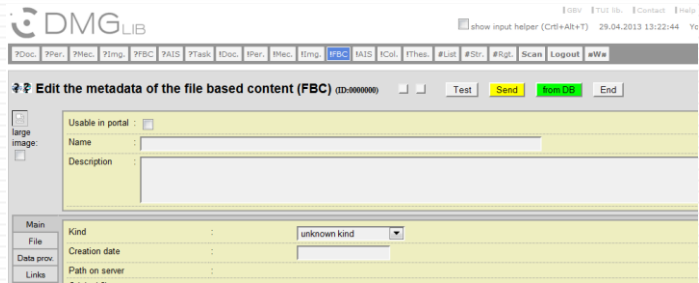 GBV TUI lib. Contact Help
DMGLIB
show input helper (Crtl+Alt+T) 29.04.2013 13:22:44 Yo
?Doc. ?Per. ?Mec. ?Img. ?FBC ?AIS ?Task !Doc. !Per. !Mec. !Img. !FBC !AIS !Col. !Thes. #List #Str. #Rgt. Scan Logout eWe
?-? Edit the metadata of the file based content (FBC) (ID:0000000) Test Send from DB End
large
image:
Usable in portal :
Name :
Description :
Main
File
Data prov.
Links
Kind : unknown kind
Creation date :
Path on server :